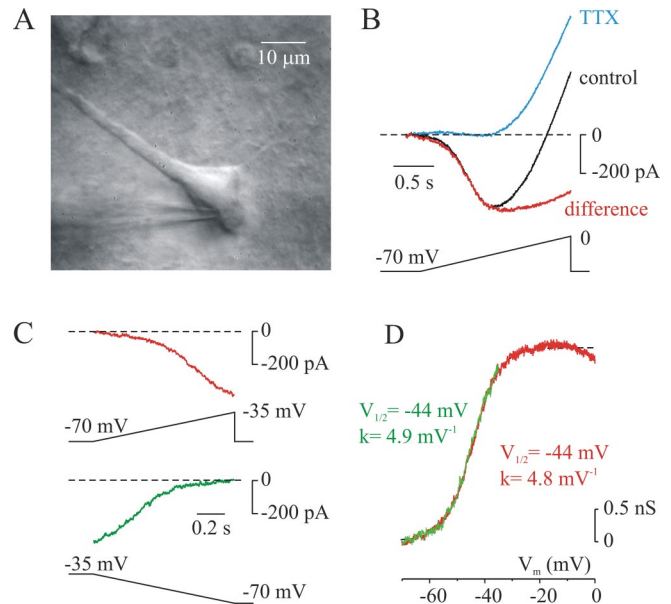 A
10 μm
B
TTX
control
0
-200 pA
0.5 s
difference
-70 mV
0
C
0
-200 pA
-70 mV
-35 mV
0
-200 pA
0.2 s
-35 mV
-70 mV
D
V1/2= -44 mV
k= 4.9 mV-1
V1/2= -44 mV
k= 4.8 mV-1
0.5 nS
0
Vm (mV)
-60 -40 -20 0